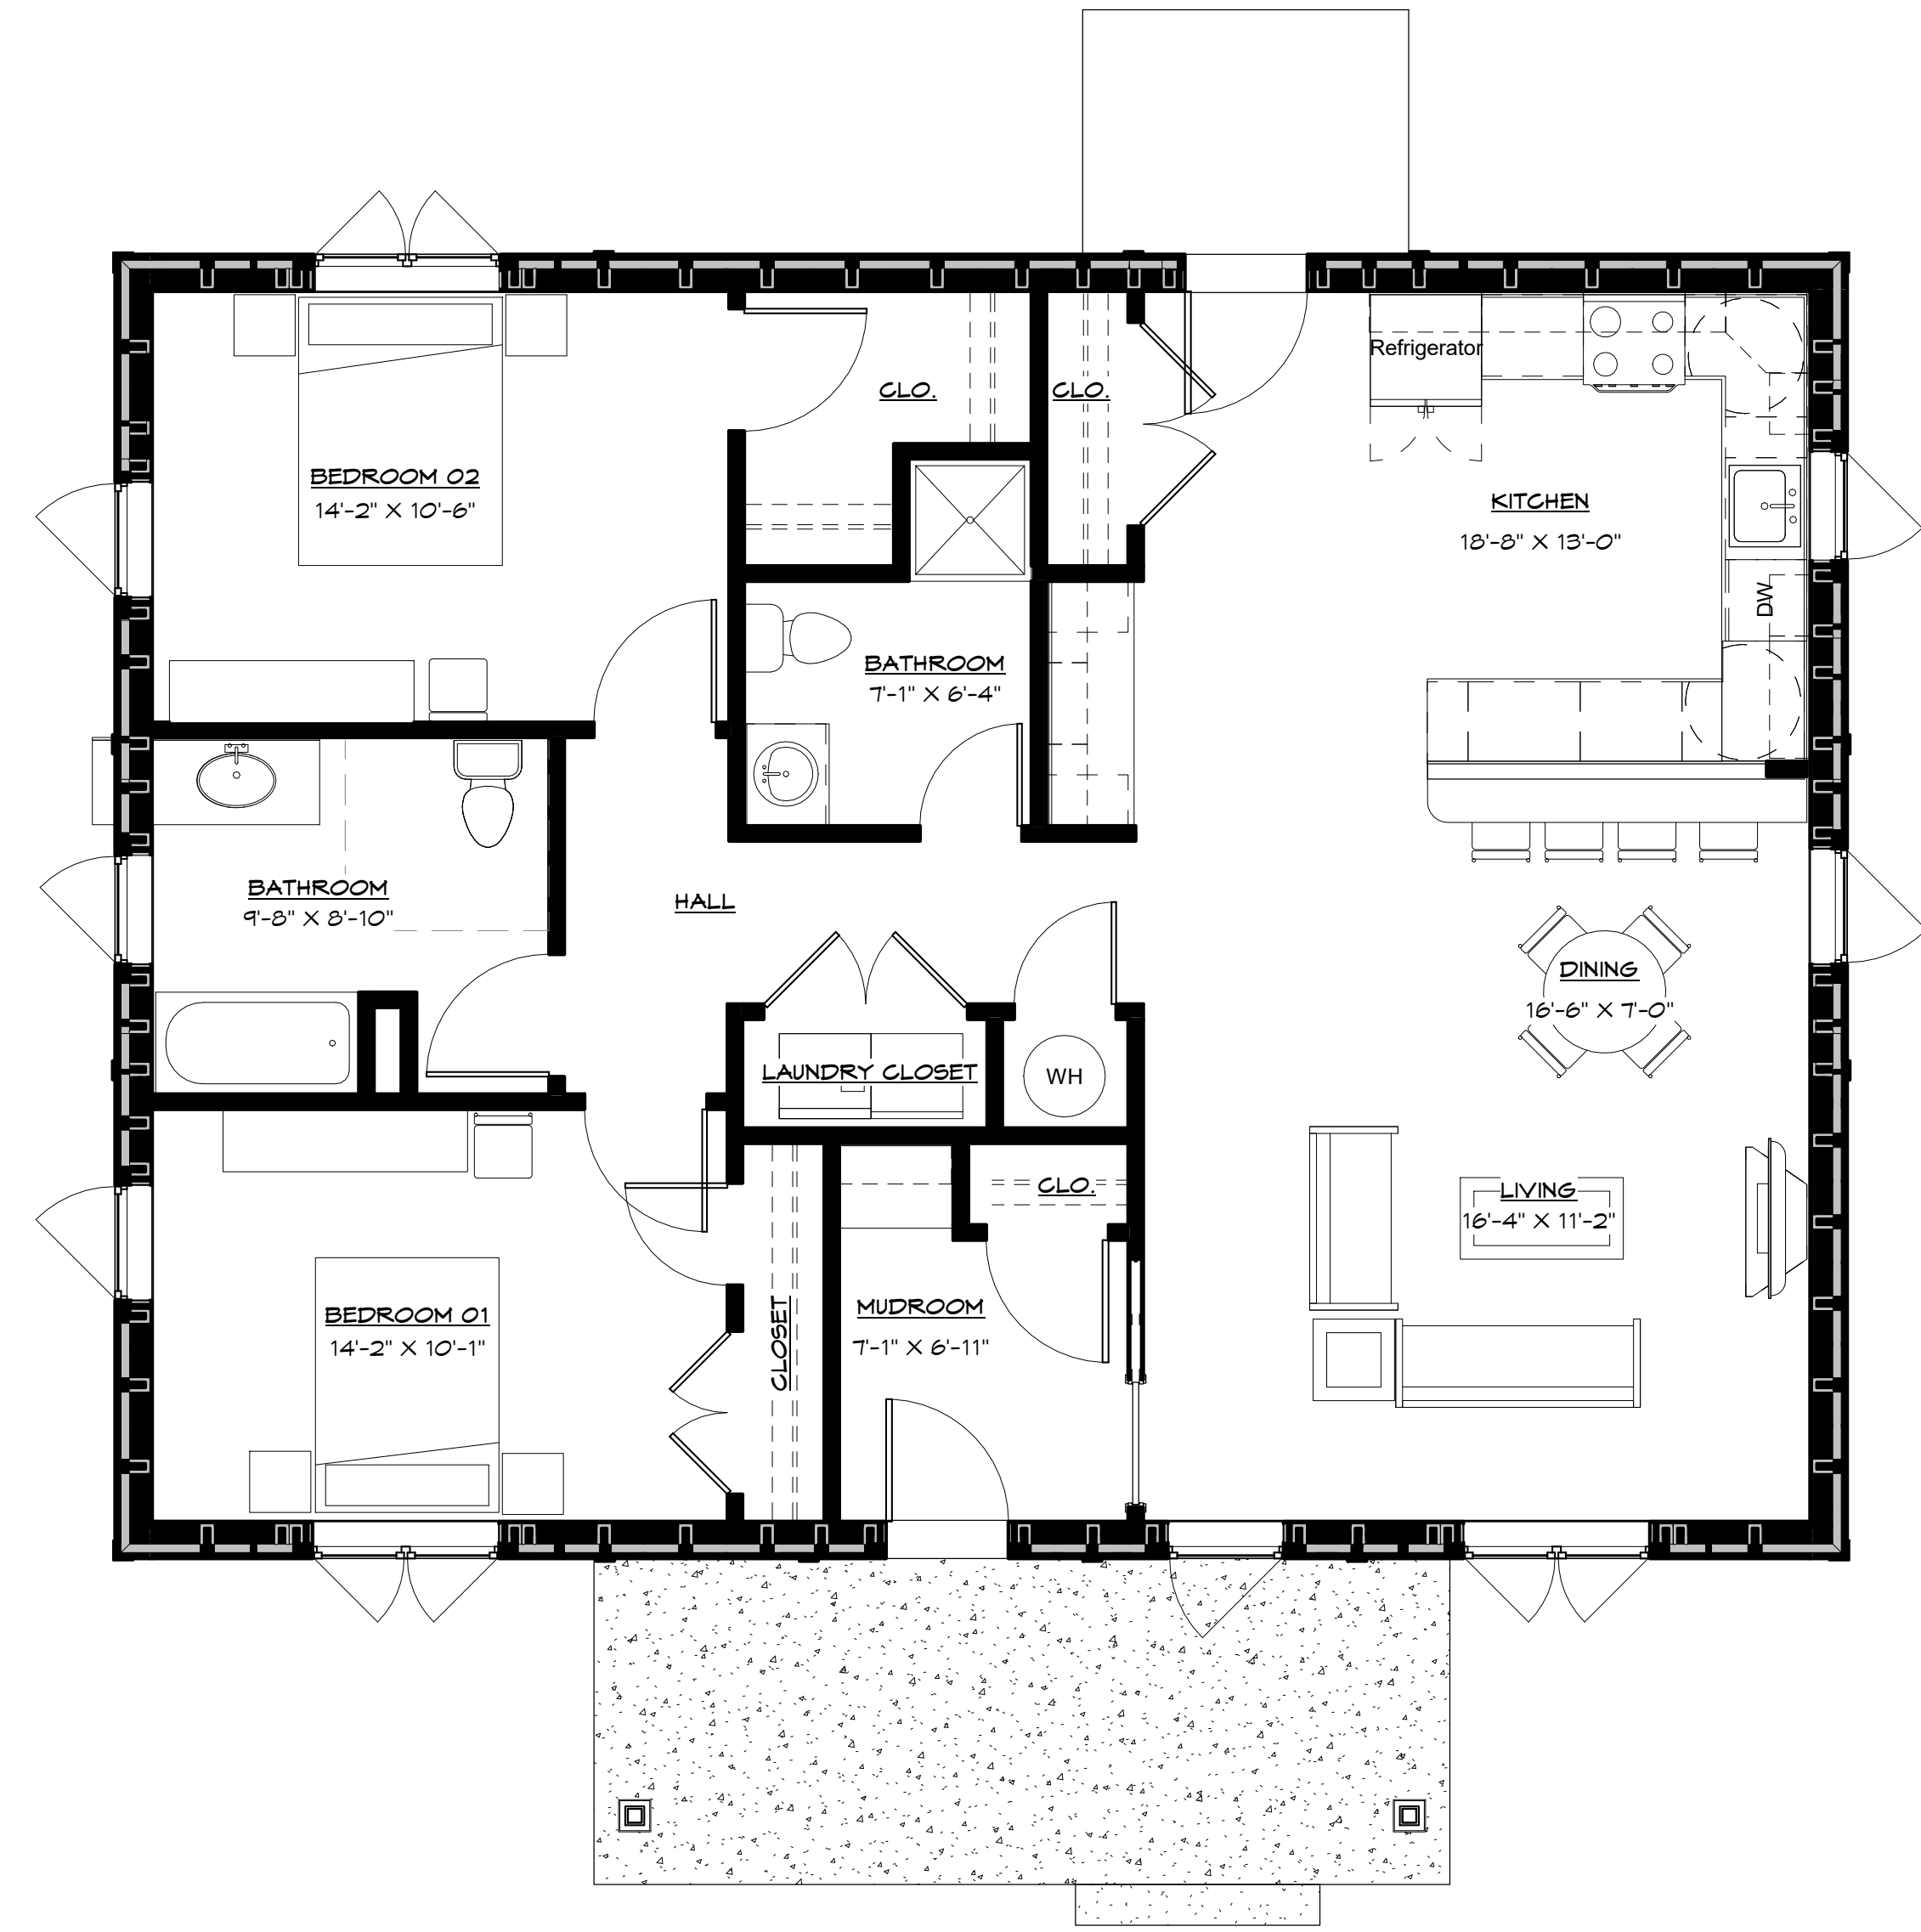 Refrigerator
CLO.
CLO.
BEDROOM 02
14'-2" X 10'-6"
KITCHEN
18'-8" X 13'-0"
DW
BATHROOM
7'-1" X 6'-4"
BATHROOM
9'-8" X 8'-10"
HALL
DINING
16'-6" X 7'-0"
LAUNDRY CLOSET
WH
CLO.
LIVING
16'-4" X 11'-2"
BEDROOM 01
14'-2" X 10'-1"
CLOSET
MUDROOM
7'-1" X 6'-11"